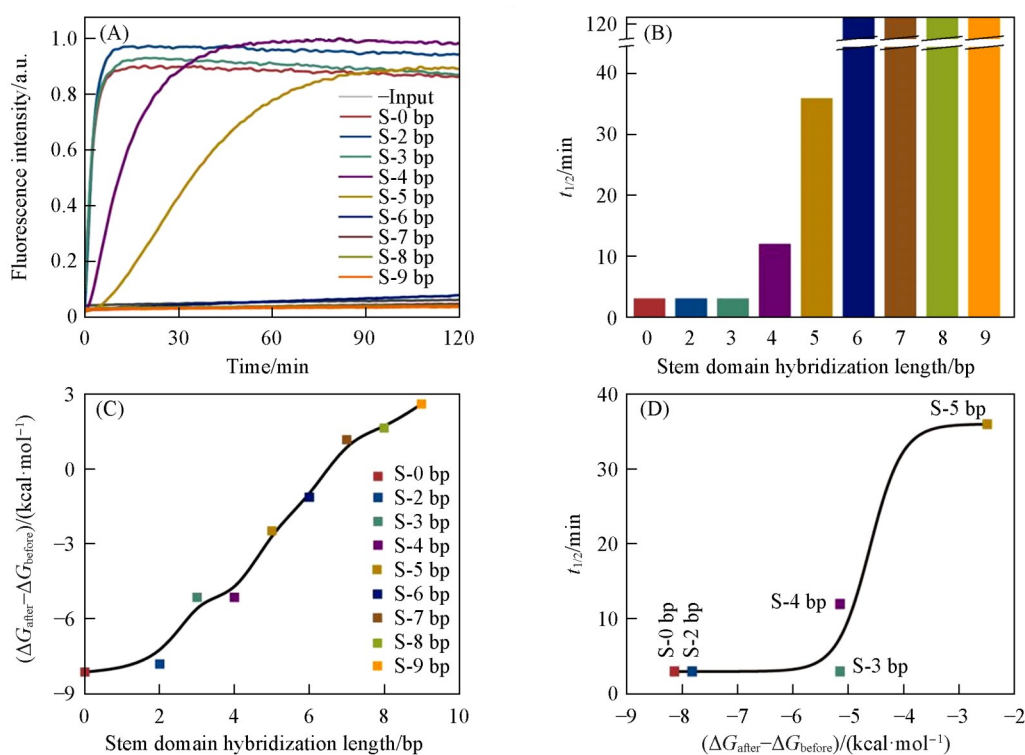 (A)
1.0
0.8
0.6
0.4
0.2
0
Fluorescence intensity/a.u.
–Input
S-0 bp
S-2 bp
S-3 bp
S-4 bp
S-5 bp
S-6 bp
S-7 bp
S-8 bp
S-9 bp
0 30 60 90 120
Time/min
(B)
120
40
30
20
10
0
t1/2/min
0 2 3 4 5 6 7 8 9
Stem domain hybridization length/bp
(C)
3
0
−3
−6
−9
(ΔGafter−ΔGbefore)/(kcal·mol−1)
S-0 bp
S-2 bp
S-3 bp
S-4 bp
S-5 bp
S-6 bp
S-7 bp
S-8 bp
S-9 bp
0 2 4 6 8 10
Stem domain hybridization length/bp
(D)
40
30
20
10
0
t1/2/min
S-5 bp
S-4 bp
S-0 bp
S-2 bp
S-3 bp
−9 −8 −7 −6 −5 −4 −3 −2 −1
(ΔGafter−ΔGbefore)/(kcal·mol−1)